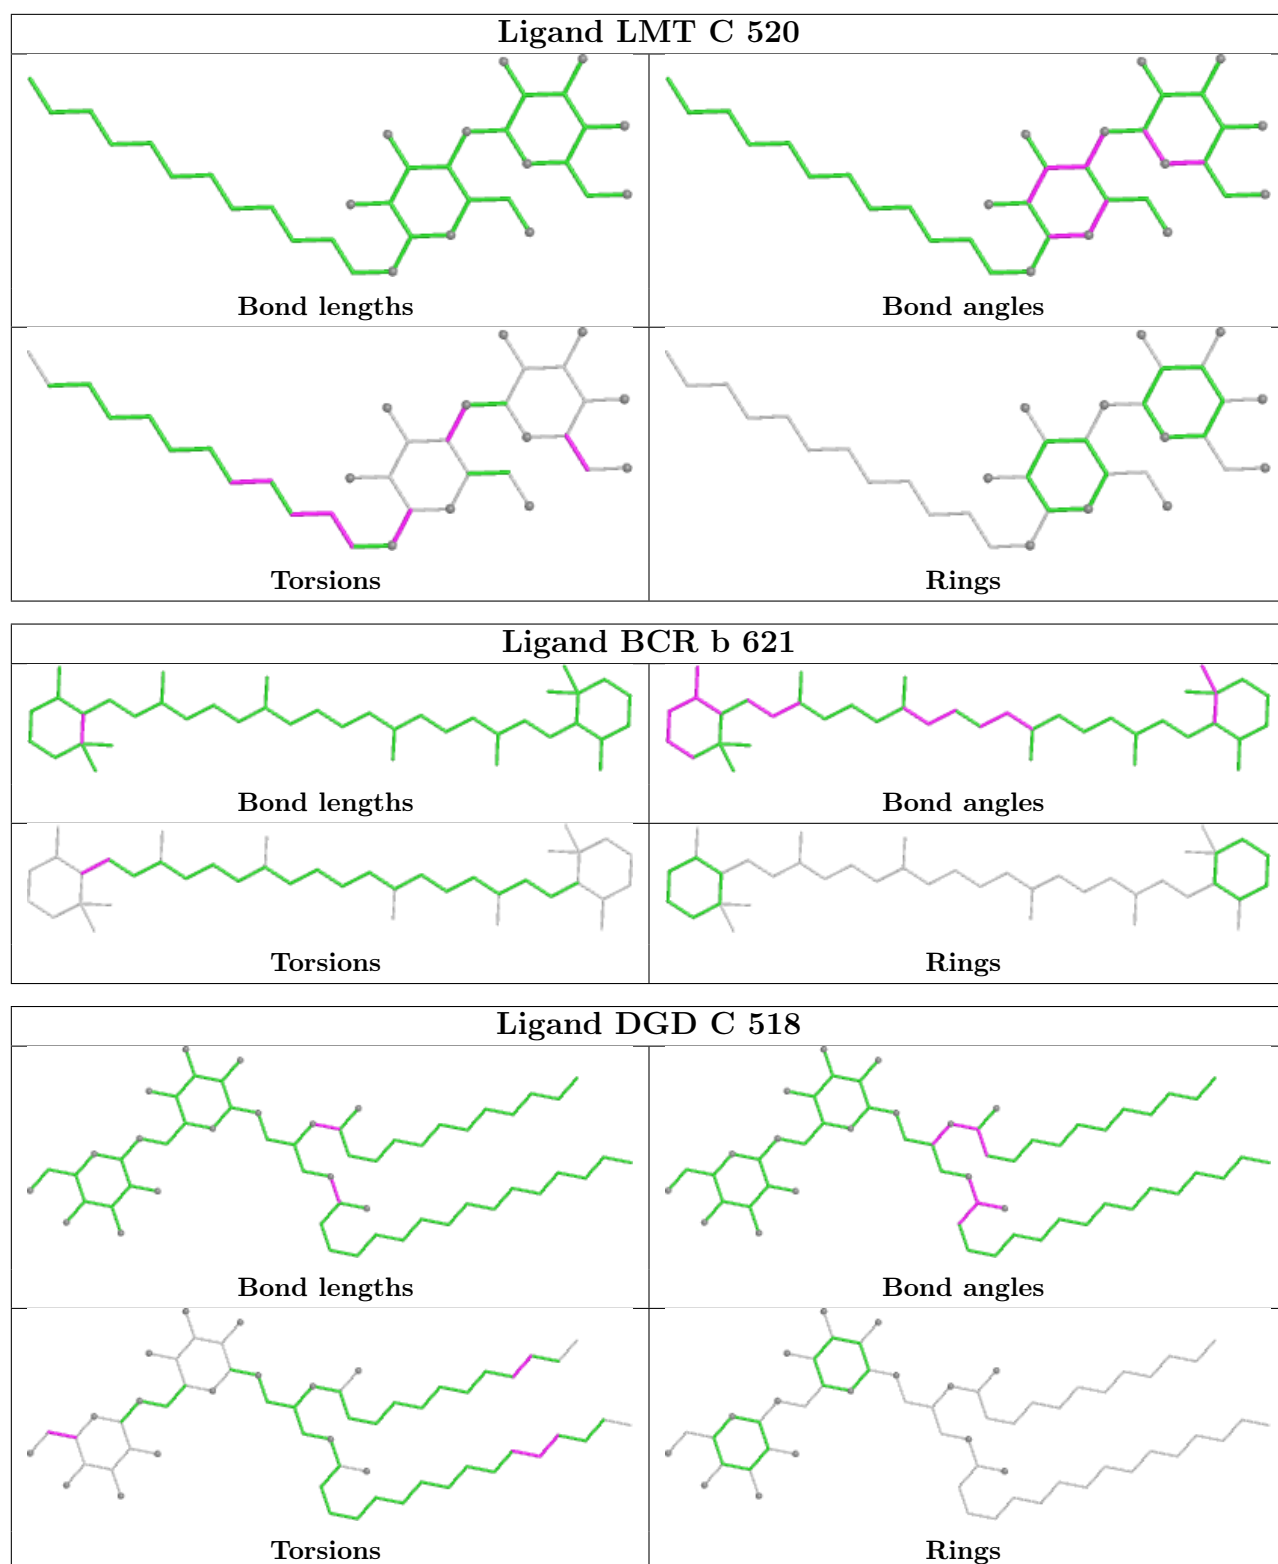 Ligand LMT C 520
Bond lengths
Bond angles
Torsions
Rings
Ligand BCR b 621
Bond lengths
Bond angles
Torsions
Rings
Ligand DGD C 518
Bond lengths
Bond angles
Torsions
Rings